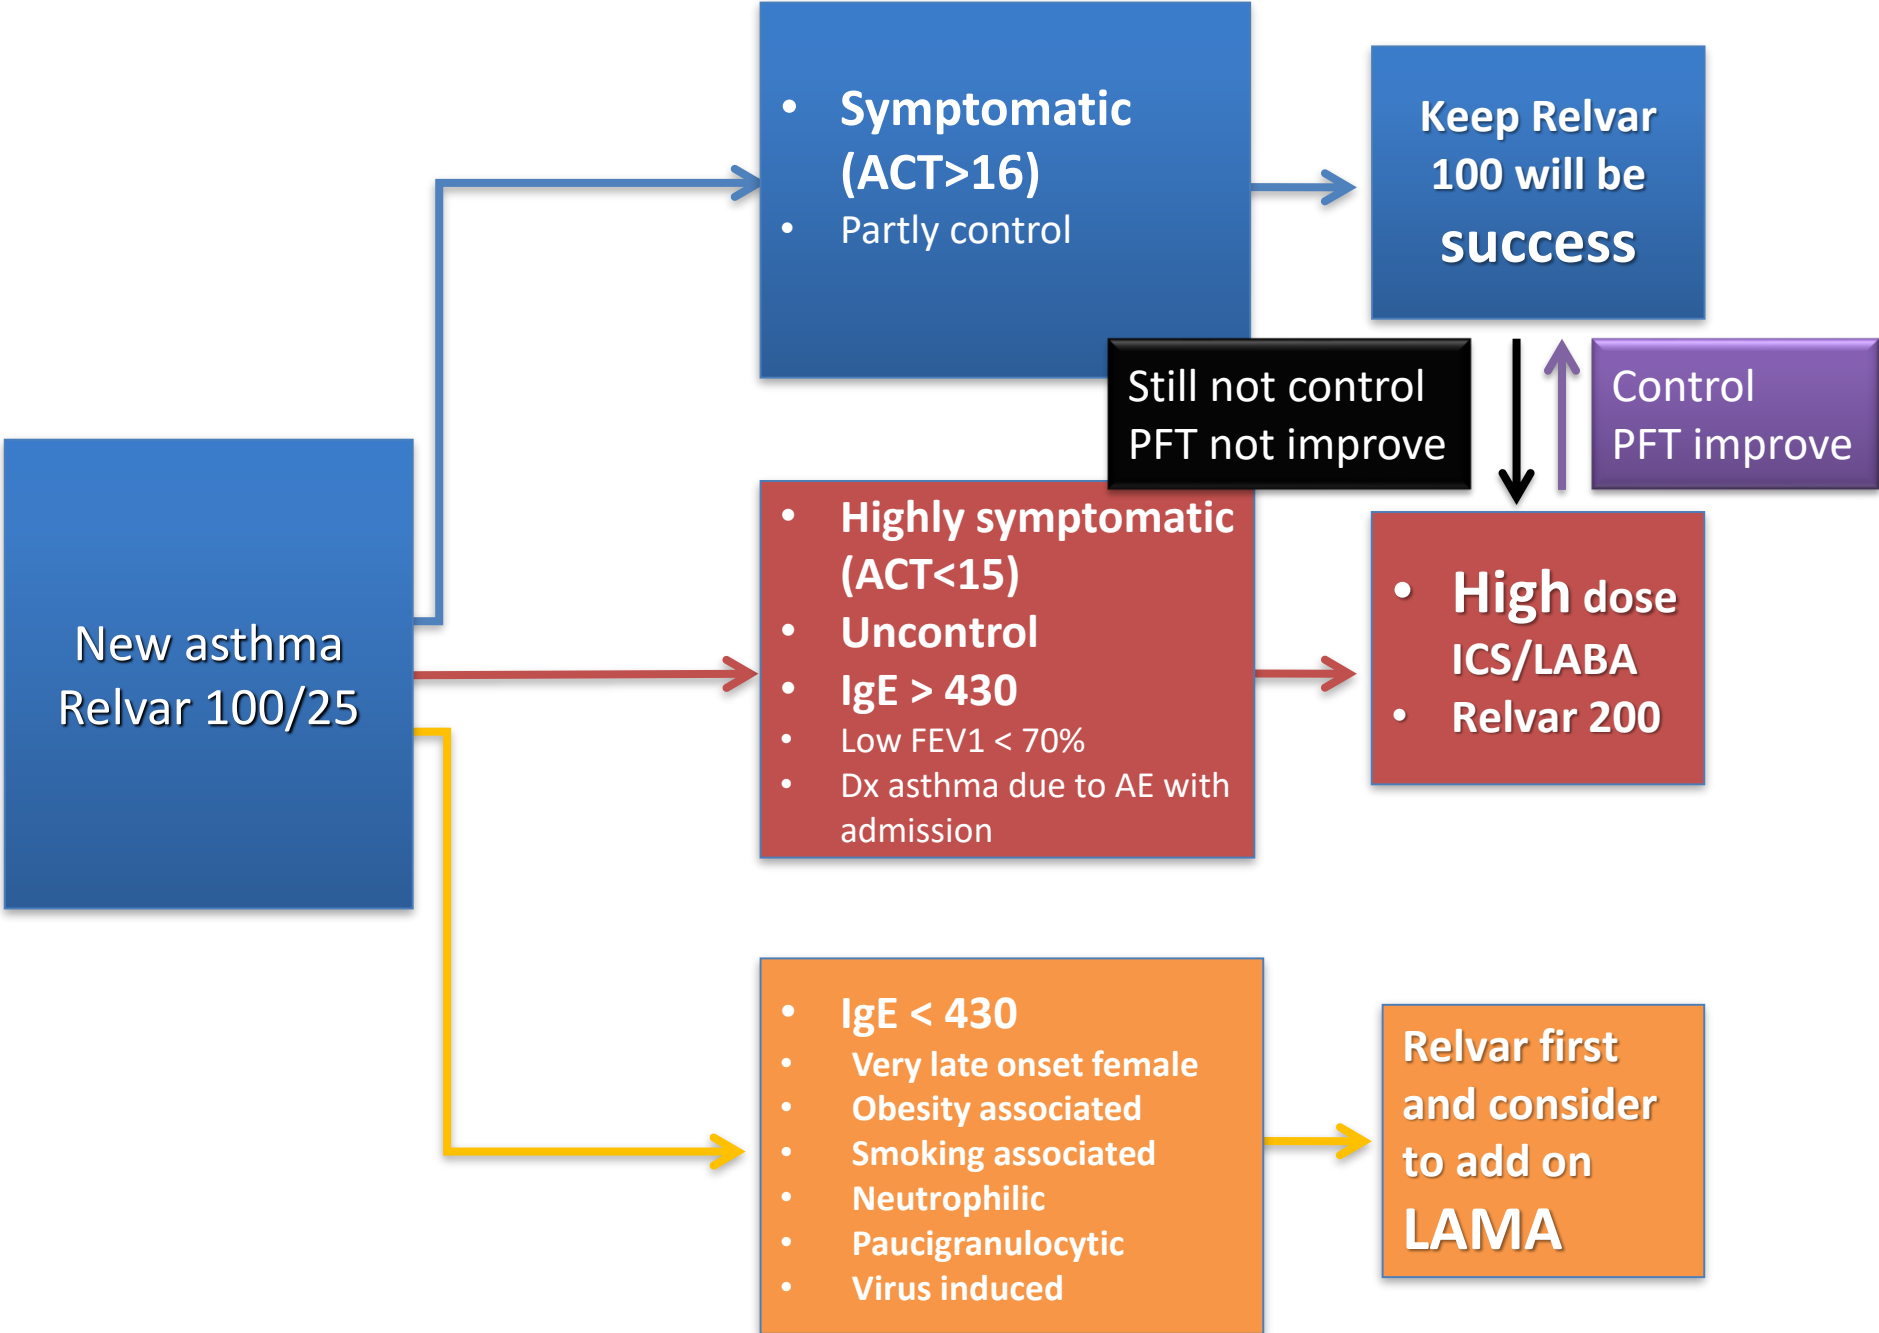 New asthma
Relvar 100/25
• Symptomatic
(ACT>16)
• Partly control
Keep Relvar
100 will be
success
Still not control
PFT not improve
Control
PFT improve
• Highly symptomatic
(ACT<15)
• Uncontrol
• IgE > 430
• Low FEV1 < 70%
• Dx asthma due to AE with
admission
• High dose
ICS/LABA
• Relvar 200
• IgE < 430
• Very late onset female
• Obesity associated
• Smoking associated
• Neutrophilic
• Paucigranulocytic
• Virus induced
Relvar first
and consider
to add on
LAMA